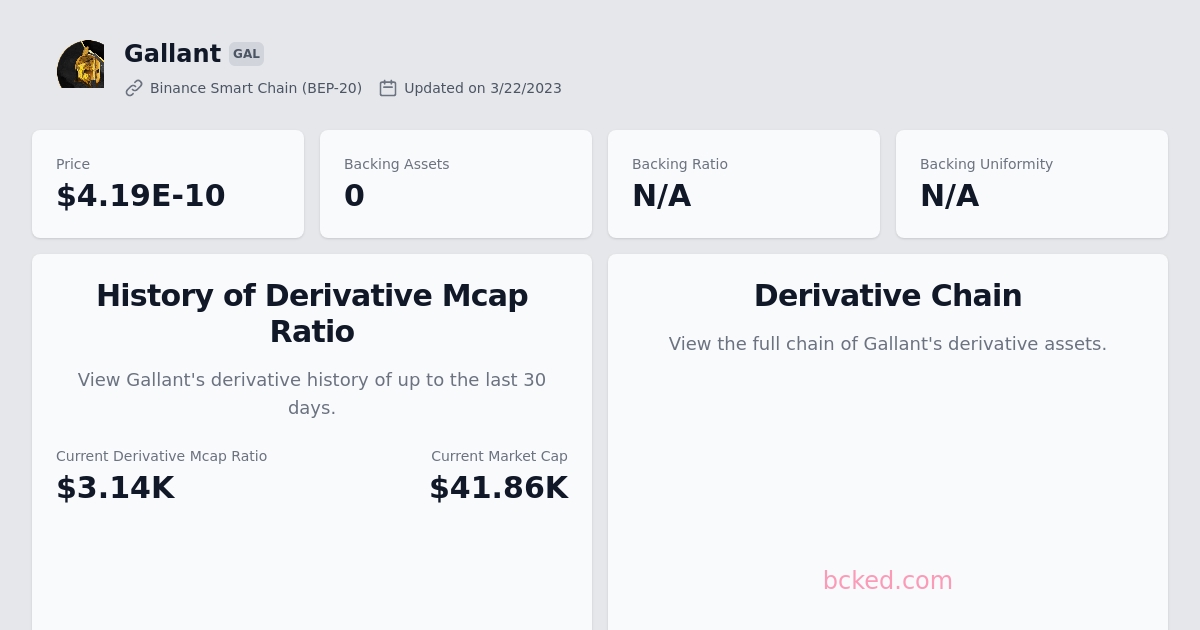 Gallant GAL
Binance Smart Chain (BEP-20) Updated on 3/22/2023
Price
$4.19E-10
Backing Assets
0
Backing Ratio
N/A
Backing Uniformity
N/A
History of Derivative Mcap
Ratio
View Gallant's derivative history of up to the last 30
days.
Current Derivative Mcap Ratio
$3.14K
Current Market Cap
$41.86K
Derivative Chain
View the full chain of Gallant's derivative assets.
bcked.com